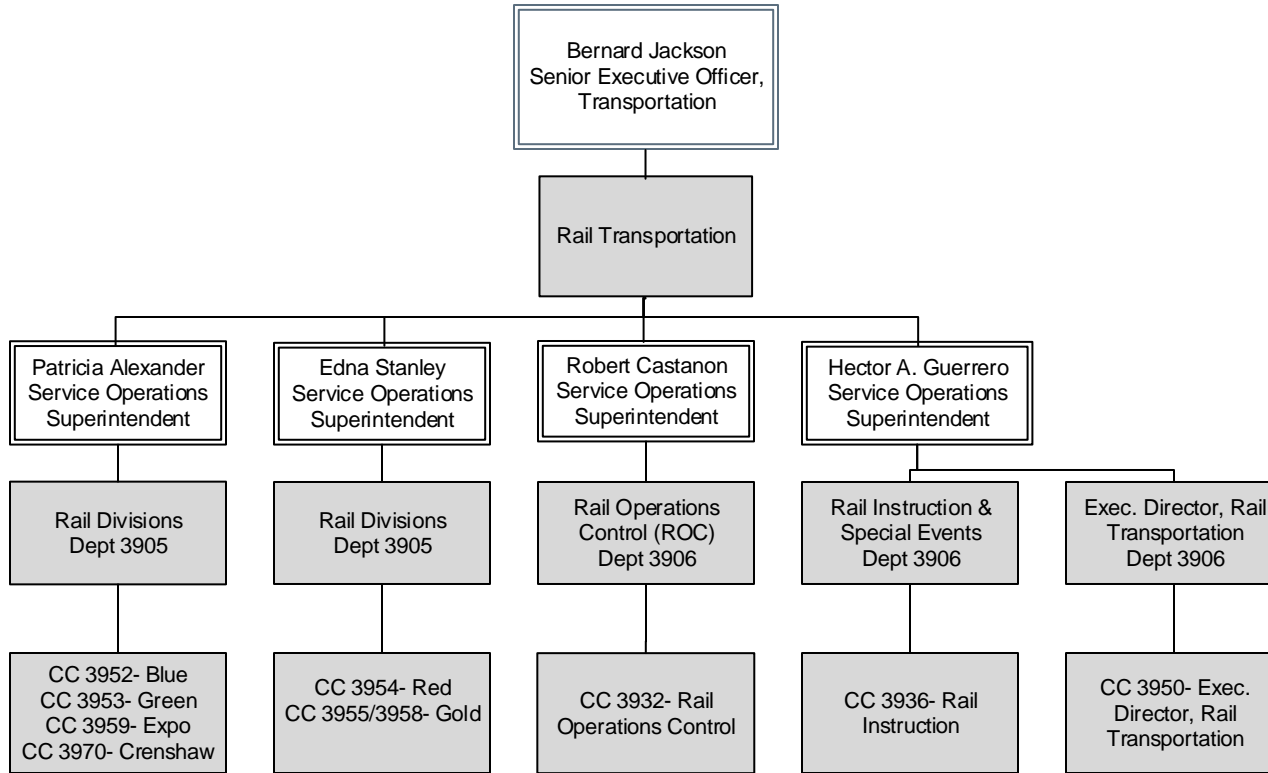 Bernard Jackson
Senior Executive Officer,
Transportation
Rail Transportation
Patricia Alexander
Service Operations
Superintendent
Edna Stanley
Service Operations
Superintendent
Robert Castanon
Service Operations
Superintendent
Hector A. Guerrero
Service Operations
Superintendent
Rail Divisions
Dept 3905
Rail Divisions
Dept 3905
Rail Operations
Control (ROC)
Dept 3906
Rail Instruction &
Special Events
Dept 3906
Exec. Director, Rail
Transportation
Dept 3906
CC 3952- Blue
CC 3953- Green
CC 3959- Expo
CC 3970- Crenshaw
CC 3954- Red
CC 3955/3958- Gold
CC 3932- Rail
Operations Control
CC 3936- Rail
Instruction
CC 3950- Exec.
Director, Rail
Transportation